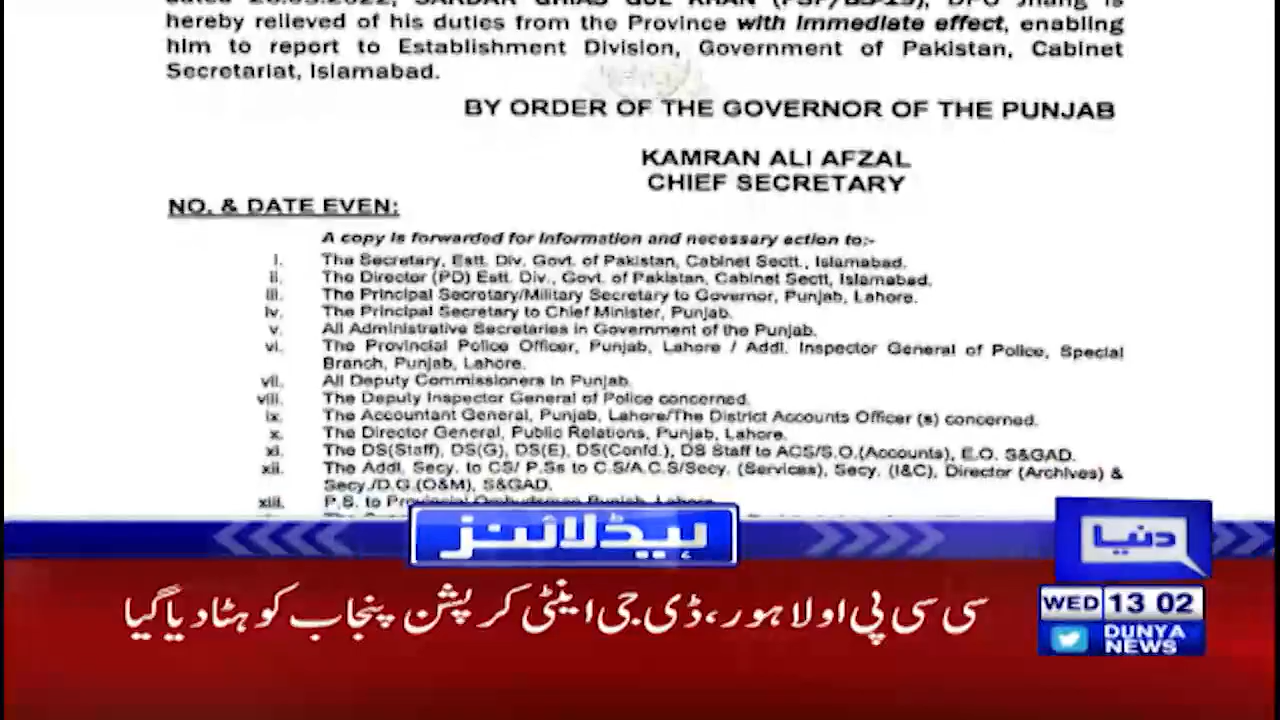 hereby relieved of his duties from the Province with immediate effect, enabling
him to report to Establishment Division, Government of Pakistan, Cabinet
Secretariat, Islamabad.
BY ORDER OF THE GOVERNOR OF THE PUNJAB
KAMRAN ALI AFZAL
CHIEF SECRETARY
NO. & DATE EVEN:
A copy is forwarded for information and necessary action to:-
i. The Secretary, Estt. Div. Govt. of Pakistan, Cabinet Sectt., Islamabad.
ii. The Director (PD) Estt. Div., Govt. of Pakistan, Cabinet Sectt, Islamabad.
iii. The Principal Secretary/Military Secretary to Governor, Punjab, Lahore.
iv. The Principal Secretary to Chief Minister, Punjab.
v. All Administrative Secretaries in Government of the Punjab.
vi. The Provincial Police Officer, Punjab, Lahore / Addl. Inspector General of Police, Special
Branch, Punjab, Lahore.
vii. All Deputy Commissioners in Punjab.
viii. The Deputy Inspector General of Police concerned.
ix. The Accountant General, Punjab, Lahore/The District Accounts Officer (s) concerned.
x. The Director General, Public Relations, Punjab, Lahore.
xi. The DS(Staff), DS(G), DS(E), DS(Confd.), DS Staff to ACS/S.O.(Accounts), E.O. S&GAD.
xii. The Addl. Secy. to CS/ P.Ss to C.S/A.C.S/Secy. (Services), Secy. (I&C), Director (Archives) &
Secy./D.G.(O&M), S&GAD.
xiii. P.S. to Provincial Ombudsman Punjab, Lahore
ہیڈلائنز
دنیا
سی سی پی او لاہور، ڈی جی اینٹی کرپشن پنجاب کو ہٹا دیا گیا
WED 13 02
DUNYA
NEWS